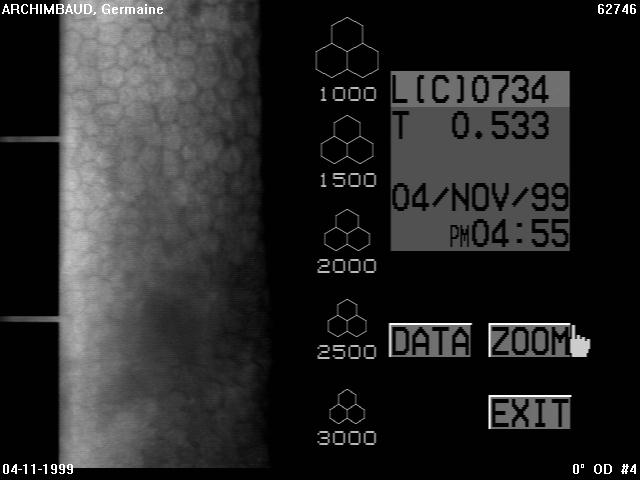 ARCHIMBAUD, Germaine
62746
1000
1500
2000
2500
3000
L[C]0734
T 0.533
04/NOV/99
PM04:55
DATA
ZOOM
EXIT
04-11-1999
0° OD #4